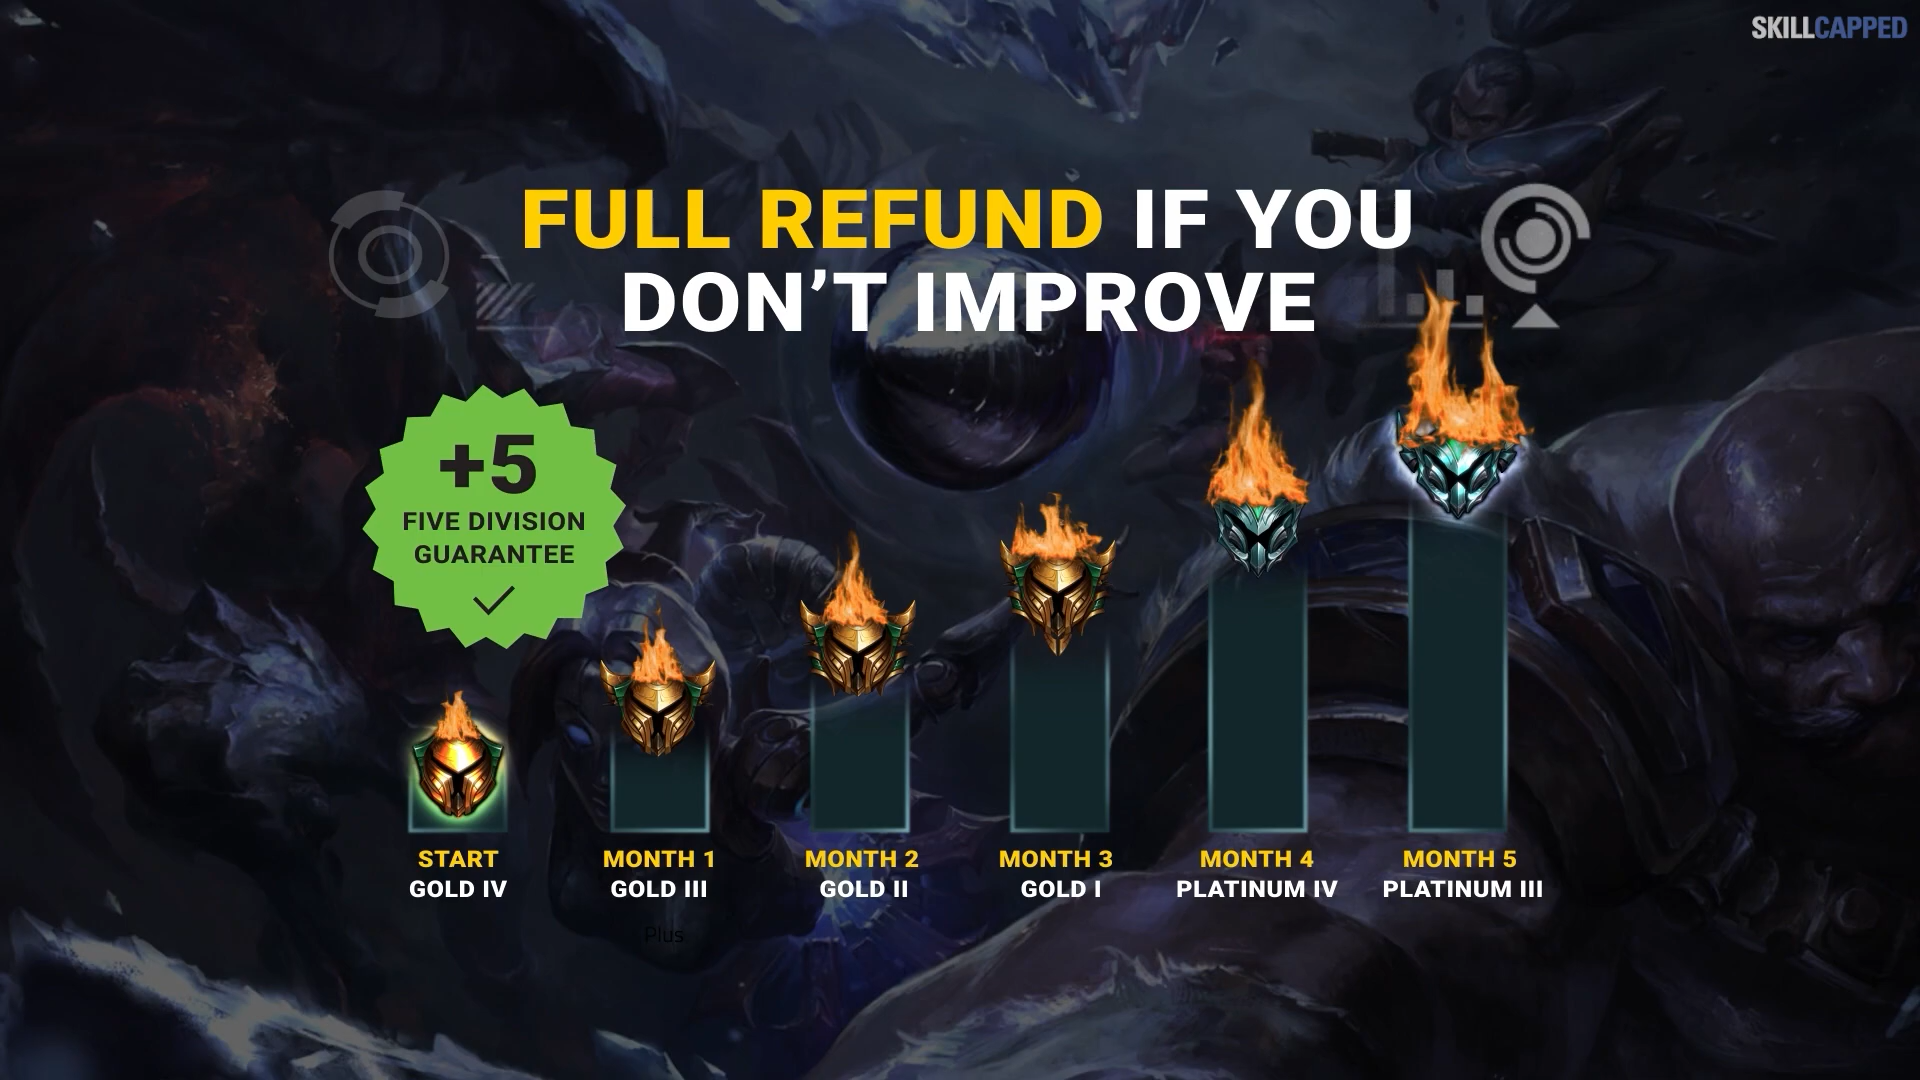 SKILLCAPPED
FULL REFUND IF YOU
DON’T IMPROVE
+5
FIVE DIVISION
GUARANTEE
START
GOLD IV
MONTH 1
GOLD III
MONTH 2
GOLD II
MONTH 3
GOLD I
MONTH 4
PLATINUM IV
MONTH 5
PLATINUM III
Plus